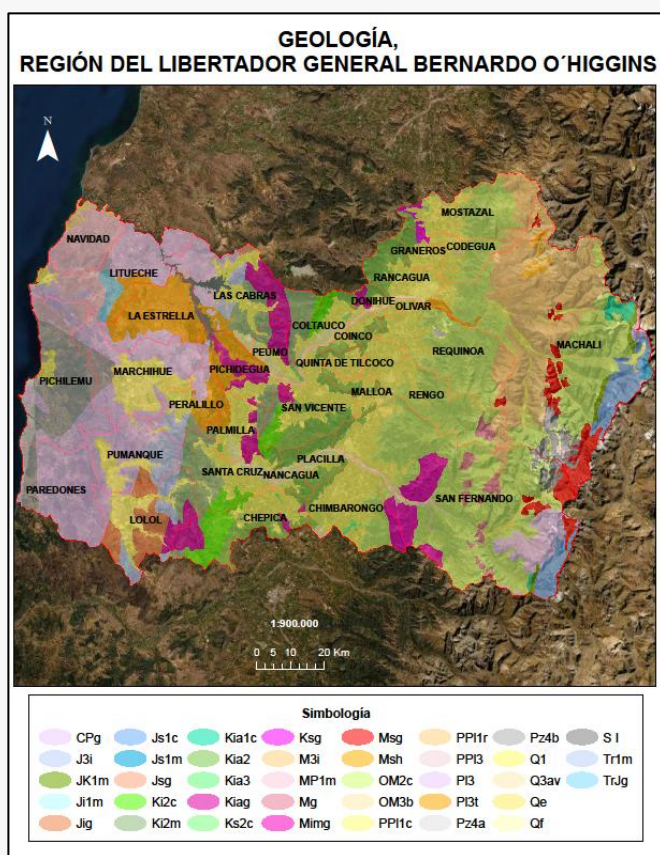 GEOLOGÍA,
REGIÓN DEL LIBERTADOR GENERAL BERNARDO O´HIGGINS
N
MOSTAZAL
NAVIDAD
GRANEROS CODEGUA
LITUECHE
RANCAGUA
LAS CABRAS
DONIHUE OLIVAR
LA ESTRELLA
COLTAUCO
COINCO
MACHALI
PEUMO
REQUINOA
QUINTA DE TILCOCO
PICHILEMU
MARCHIHUE
PICHIDEGUA
MALLOA
RENGO
PERALILLO
SAN VICENTE
PALMILLA
PUMANQUE
PLACILLA
SANTA CRUZ
NANCAGUA
PAREDONES
SAN FERNANDO
LOLOL
CHEPICA
CHIMBARONGO
1:900.000
0 5 10 20 Km
Simbología
CPg Js1c Kia1c Ksg Msg PPl1r Pz4b S I
J3i Js1m Kia2 M3i Msh PPl3 Q1 Tr1m
JK1m Jsg Kia3 MP1m OM2c Pl3 Q3av TrJg
Ji1m Ki2c Kiag Mg OM3b Pl3t Qe
Jig Ki2m Ks2c Mimg PPl1c Pz4a Qf